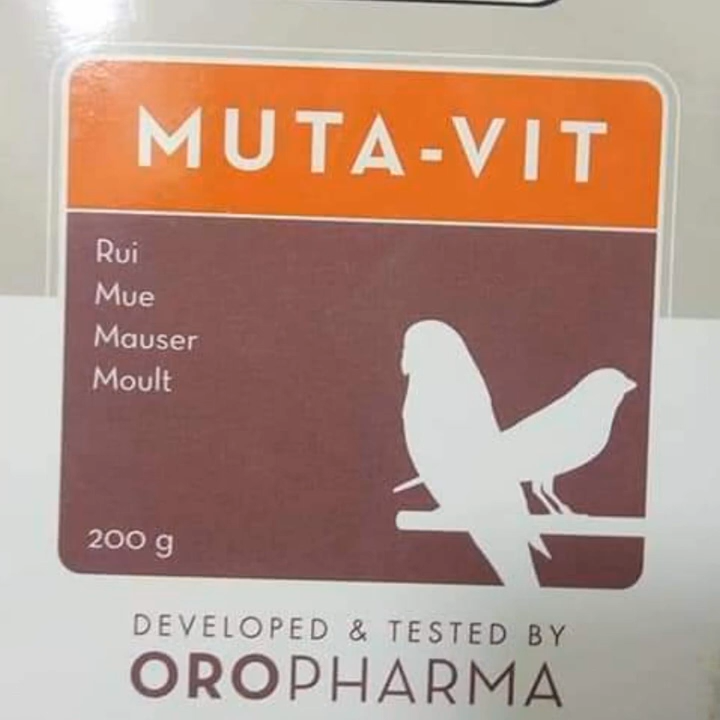 MUTA-VIT
Rui
Mue
Mauser
Moult
200 g
DEVELOPED & TESTED BY
OROPHARMA